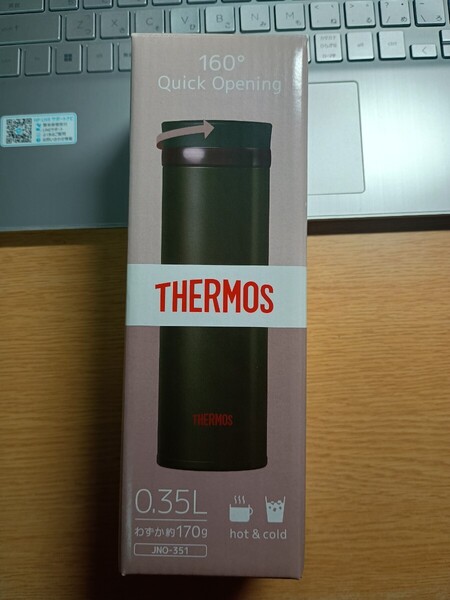 160°
Quick Opening
THERMOS
THERMOS
0.35L
わずか約170g
JNO-351
hot & cold